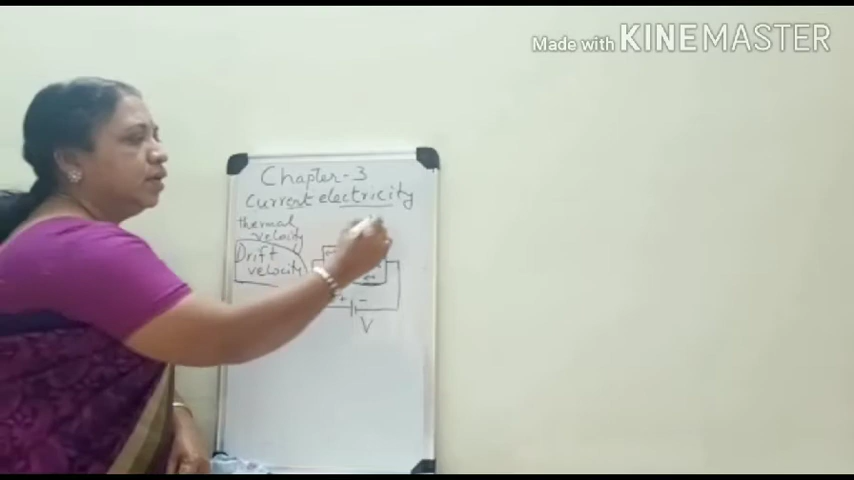 Made with KINEMASTER
Chapter-3
Current electricity
thermal
velocity
Drift
velocity
+ -
V